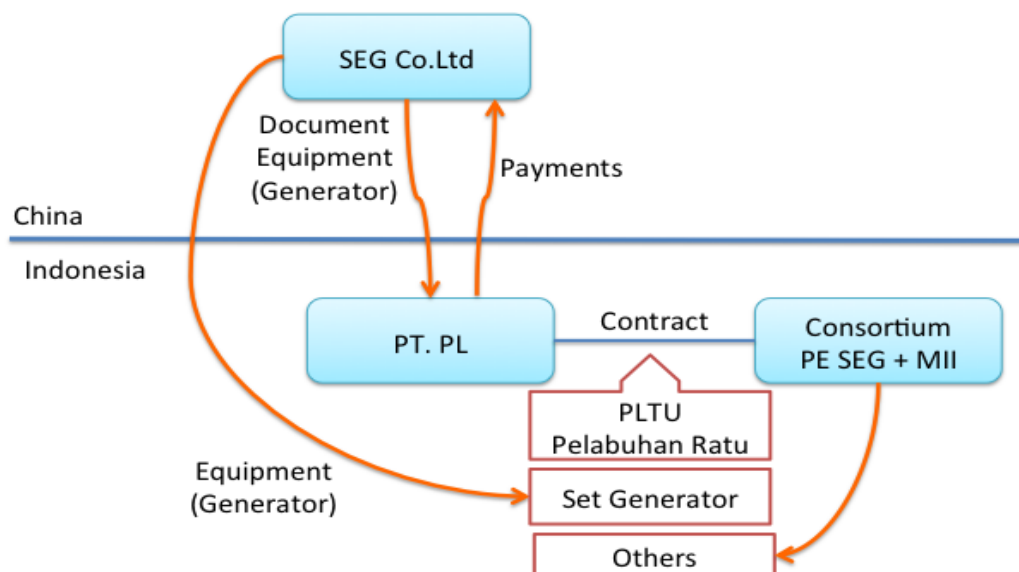 SEG Co.Ltd
Document
Equipment
(Generator)
Payments
China
Indonesia
PT. PL
Contract
Consortium
PE SEG + MII
PLTU
Pelabuhan Ratu
Equipment
(Generator)
Set Generator
Others